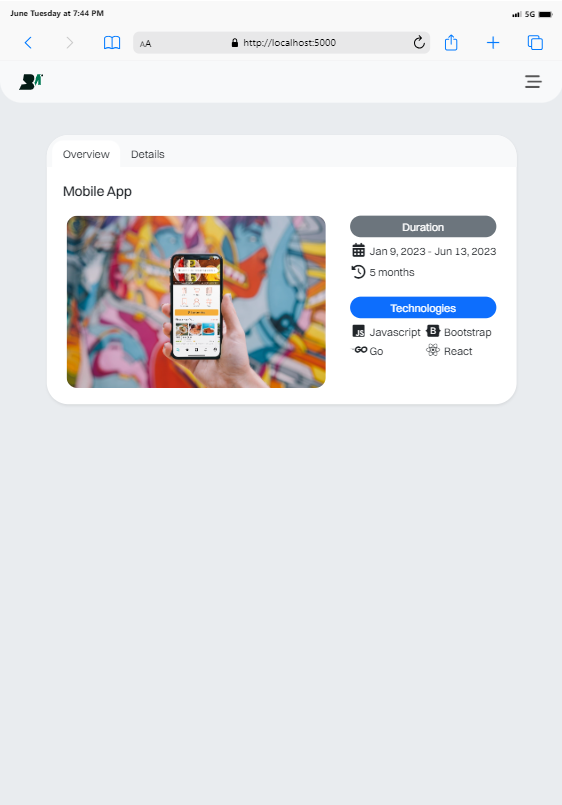 June Tuesday at 7:44 PM
5G
AA
http://localhost:5000
Overview
Details
Mobile App
Duration
Jan 9, 2023 - Jun 13, 2023
5 months
Technologies
JS Javascript
B Bootstrap
GO Go
React